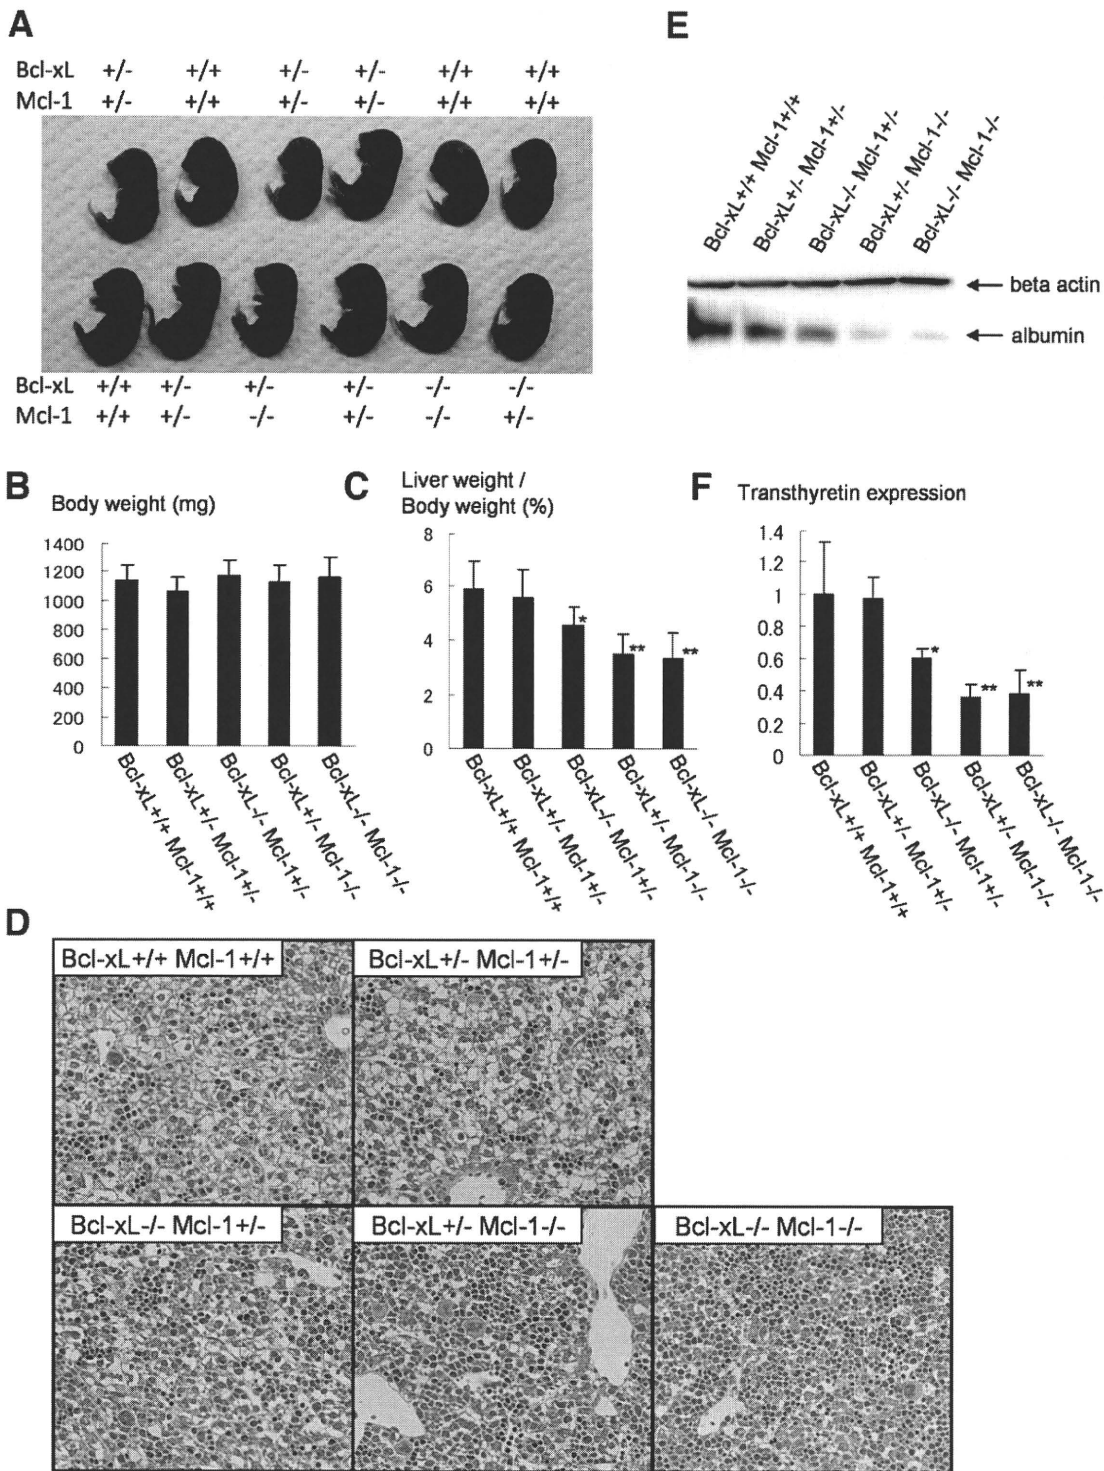 A
Bcl-xL +/- +/+ +/- +/- +/+ +/+
Mcl-1 +/- +/+ +/- +/- +/+ +/+
Bcl-xL +/+ +/- +/- +/- -/- -/-
Mcl-1 +/+ +/- -/- +/- -/- +/-
E
Bcl-xL+/+ Mcl-1+/+
Bcl-xL+/- Mcl-1+/-
Bcl-xL-/- Mcl-1+/-
Bcl-xL+/- Mcl-1-/-
Bcl-xL-/- Mcl-1-/-
beta actin
albumin
B
Body weight (mg)
1400
1200
1000
800
600
400
200
0
Bcl-xL+/+ Mcl-1+/+
Bcl-xL+/- Mcl-1+/-
Bcl-xL-/- Mcl-1+/-
Bcl-xL+/- Mcl-1-/-
Bcl-xL-/- Mcl-1-/-
C
Liver weight /
Body weight (%)
8
6
4
2
0
*
**
**
Bcl-xL+/+ Mcl-1+/+
Bcl-xL+/- Mcl-1+/-
Bcl-xL-/- Mcl-1+/-
Bcl-xL+/- Mcl-1-/-
Bcl-xL-/- Mcl-1-/-
F
Transthyretin expression
1.4
1.2
1
0.8
0.6
0.4
0.2
0
*
**
**
Bcl-xL+/+ Mcl-1+/+
Bcl-xL+/- Mcl-1+/-
Bcl-xL-/- Mcl-1+/-
Bcl-xL+/- Mcl-1-/-
Bcl-xL-/- Mcl-1-/-
D
Bcl-xL+/+ Mcl-1+/+
Bcl-xL+/- Mcl-1+/-
Bcl-xL-/- Mcl-1+/-
Bcl-xL+/- Mcl-1-/-
Bcl-xL-/- Mcl-1-/-